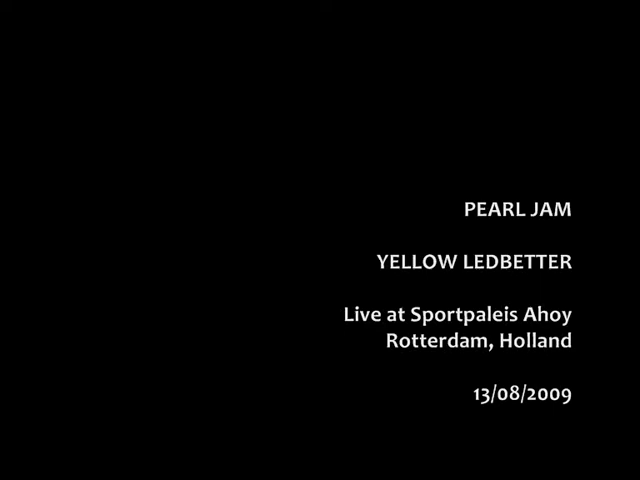 PEARL JAM
YELLOW LEDBETTER
Live at Sportpaleis Ahoy
Rotterdam, Holland
13/08/2009